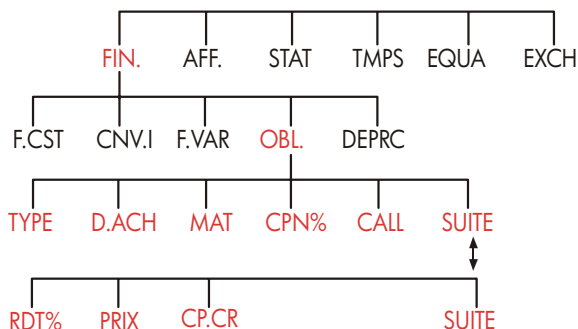 FIN. AFF. STAT TMPS EQUA EXCH
F.CST CNV.I F.VAR OBL. DEPRC
TYPE D.ACH MAT CPN% CALL SUITE
RDT% PRIX CP.CR SUITE